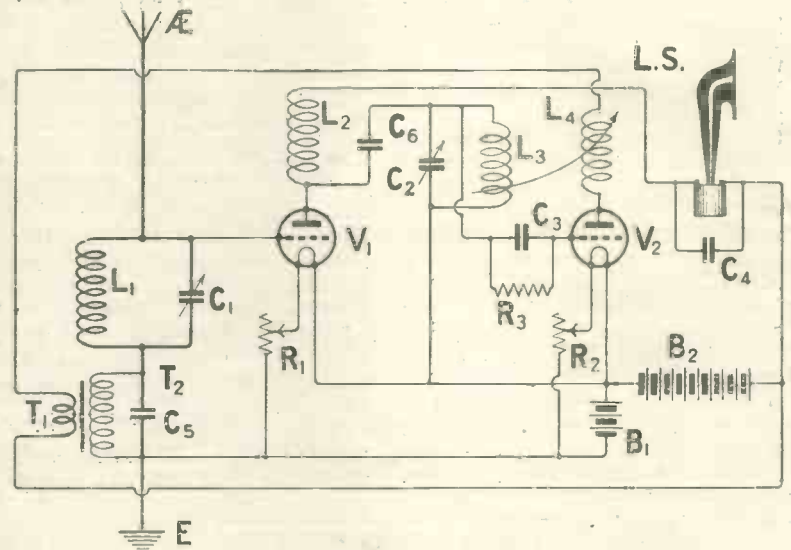 Æ
L.S.
L₂
C₆
L₄
C₂
L₃
V₁
C₃
V₂
C₄
L₁
C₁
R₃
R₁
R₂
B₂
T₁
T₂
C₅
B₁
E